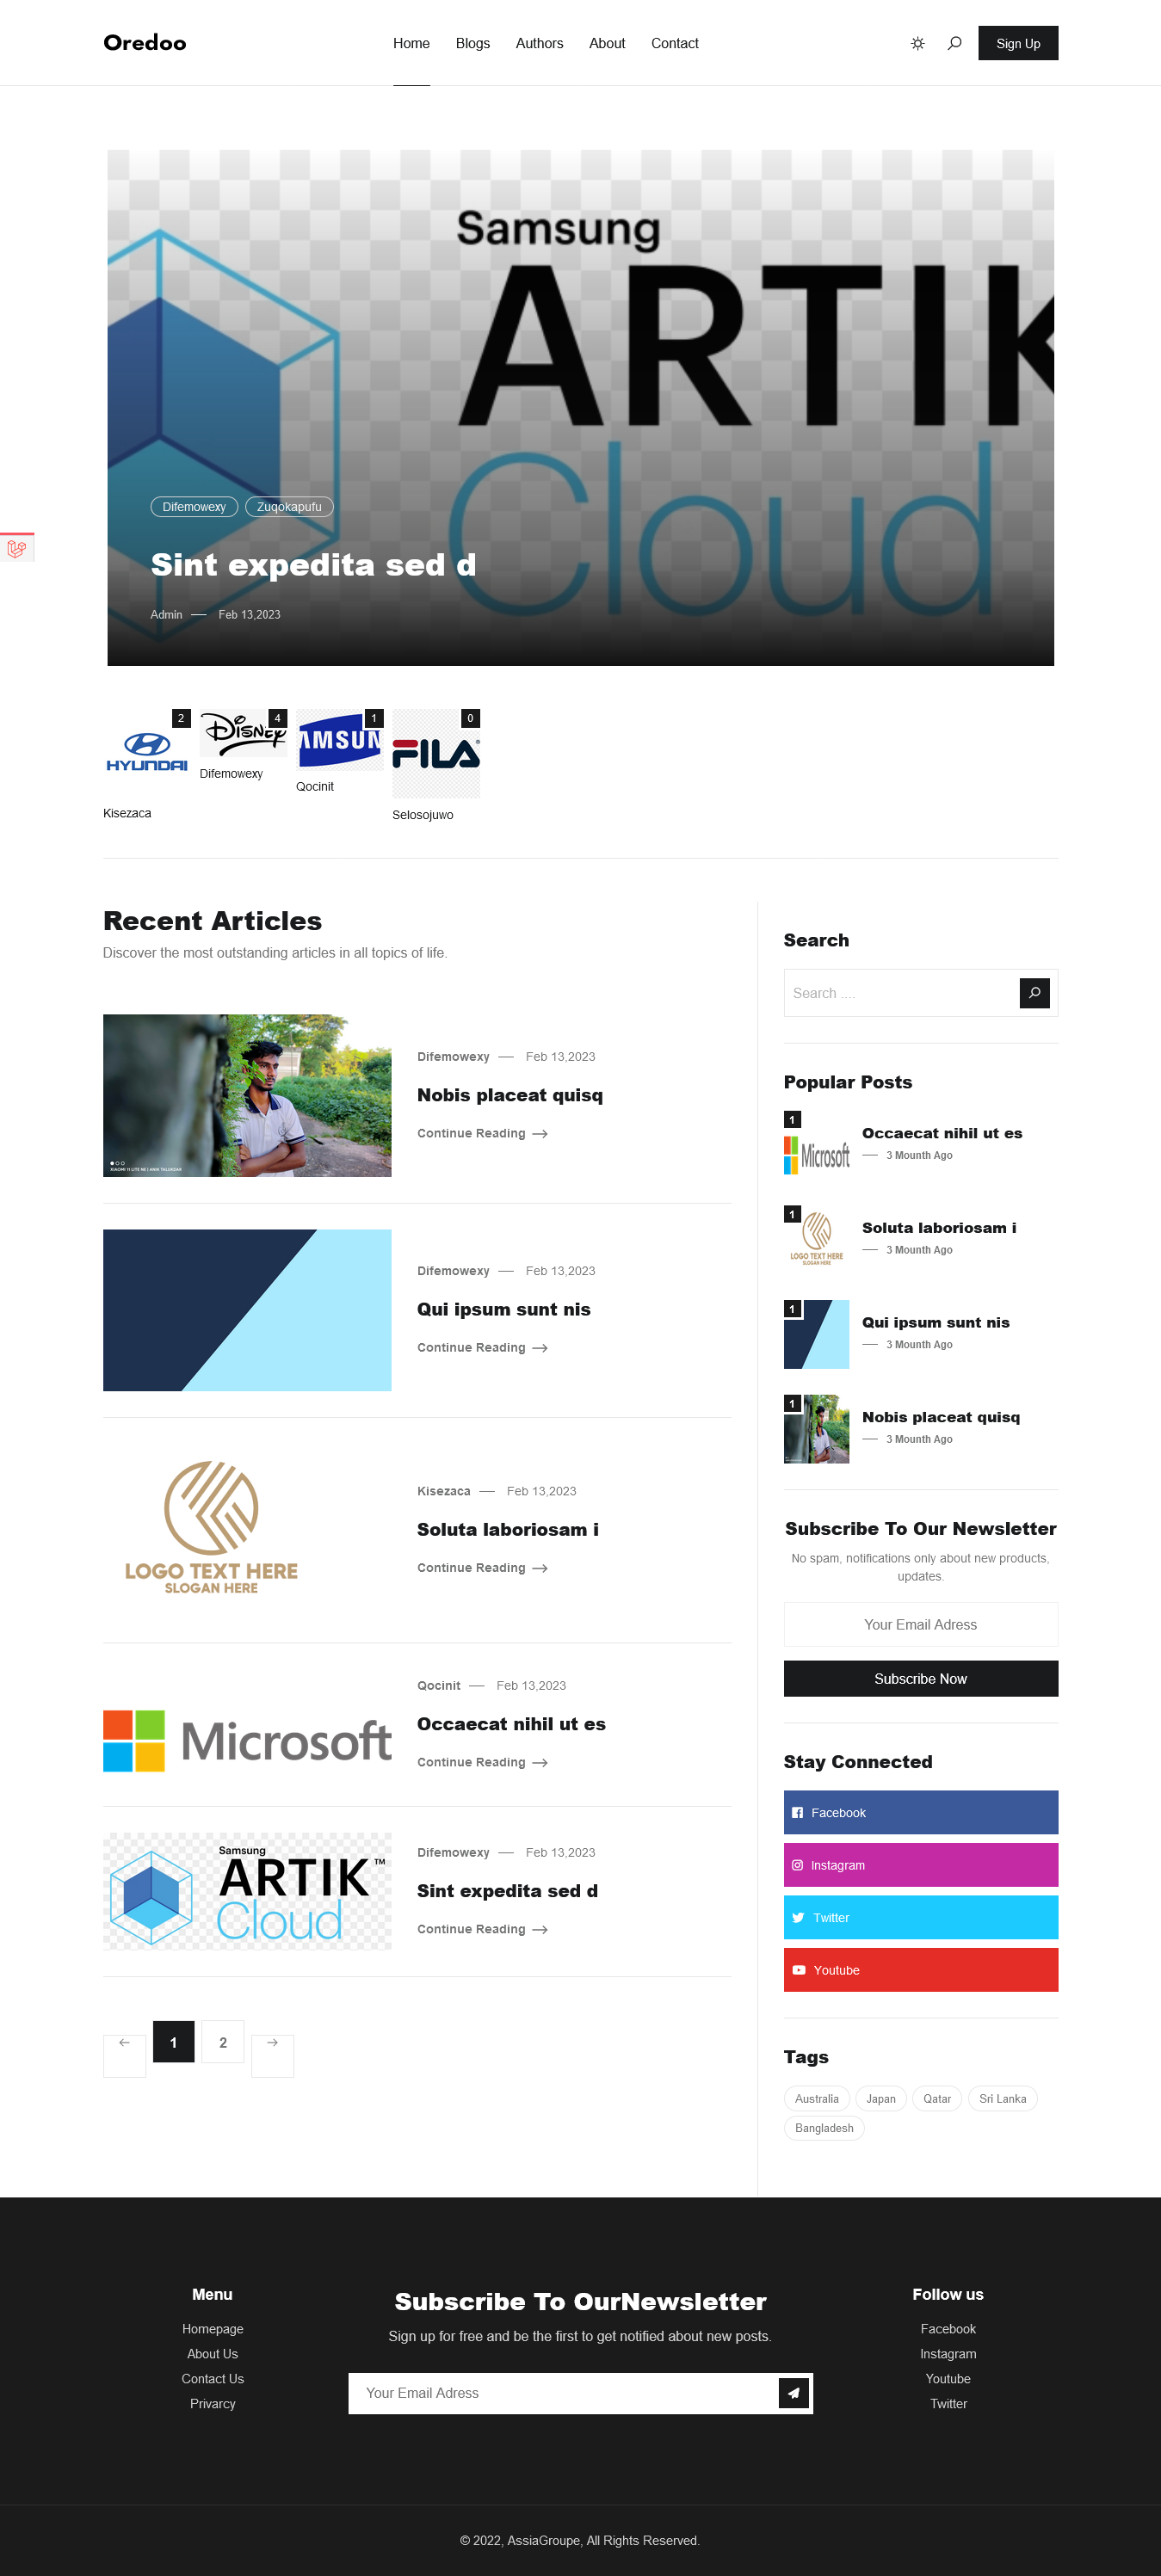 Oredoo
Home Blogs Authors About Contact
Sign Up
Samsung
ARTIK
Cloud
Difemowexy Zuqokapufu
Sint expedita sed d
Admin — Feb 13,2023
2
HYUNDAI
Kisezaca
4
Disney
Difemowexy
1
AMSUN
Qocinit
0
FILA
Selosojuwo
Recent Articles
Discover the most outstanding articles in all topics of life.
Difemowexy — Feb 13,2023
Nobis placeat quisq
Continue Reading
Difemowexy — Feb 13,2023
Qui ipsum sunt nis
Continue Reading
LOGO TEXT HERE
SLOGAN HERE
Kisezaca — Feb 13,2023
Soluta laboriosam i
Continue Reading
Microsoft
Qocinit — Feb 13,2023
Occaecat nihil ut es
Continue Reading
Samsung
ARTIK™
Cloud
Difemowexy — Feb 13,2023
Sint expedita sed d
Continue Reading
← 1 2 →
Search
Search ....
Popular Posts
1
Microsoft
Occaecat nihil ut es
— 3 Mounth Ago
1
LOGO TEXT HERE
SLOGAN HERE
Soluta laboriosam i
— 3 Mounth Ago
1
Qui ipsum sunt nis
— 3 Mounth Ago
1
Nobis placeat quisq
— 3 Mounth Ago
Subscribe To Our Newsletter
No spam, notifications only about new products,
updates.
Your Email Adress
Subscribe Now
Stay Connected
Facebook
Instagram
Twitter
Youtube
Tags
Australia Japan Qatar Sri Lanka
Bangladesh
Menu
Homepage
About Us
Contact Us
Privarcy
Subscribe To OurNewsletter
Sign up for free and be the first to get notified about new posts.
Your Email Adress
Follow us
Facebook
Instagram
Youtube
Twitter
© 2022, AssiaGroupe, All Rights Reserved.